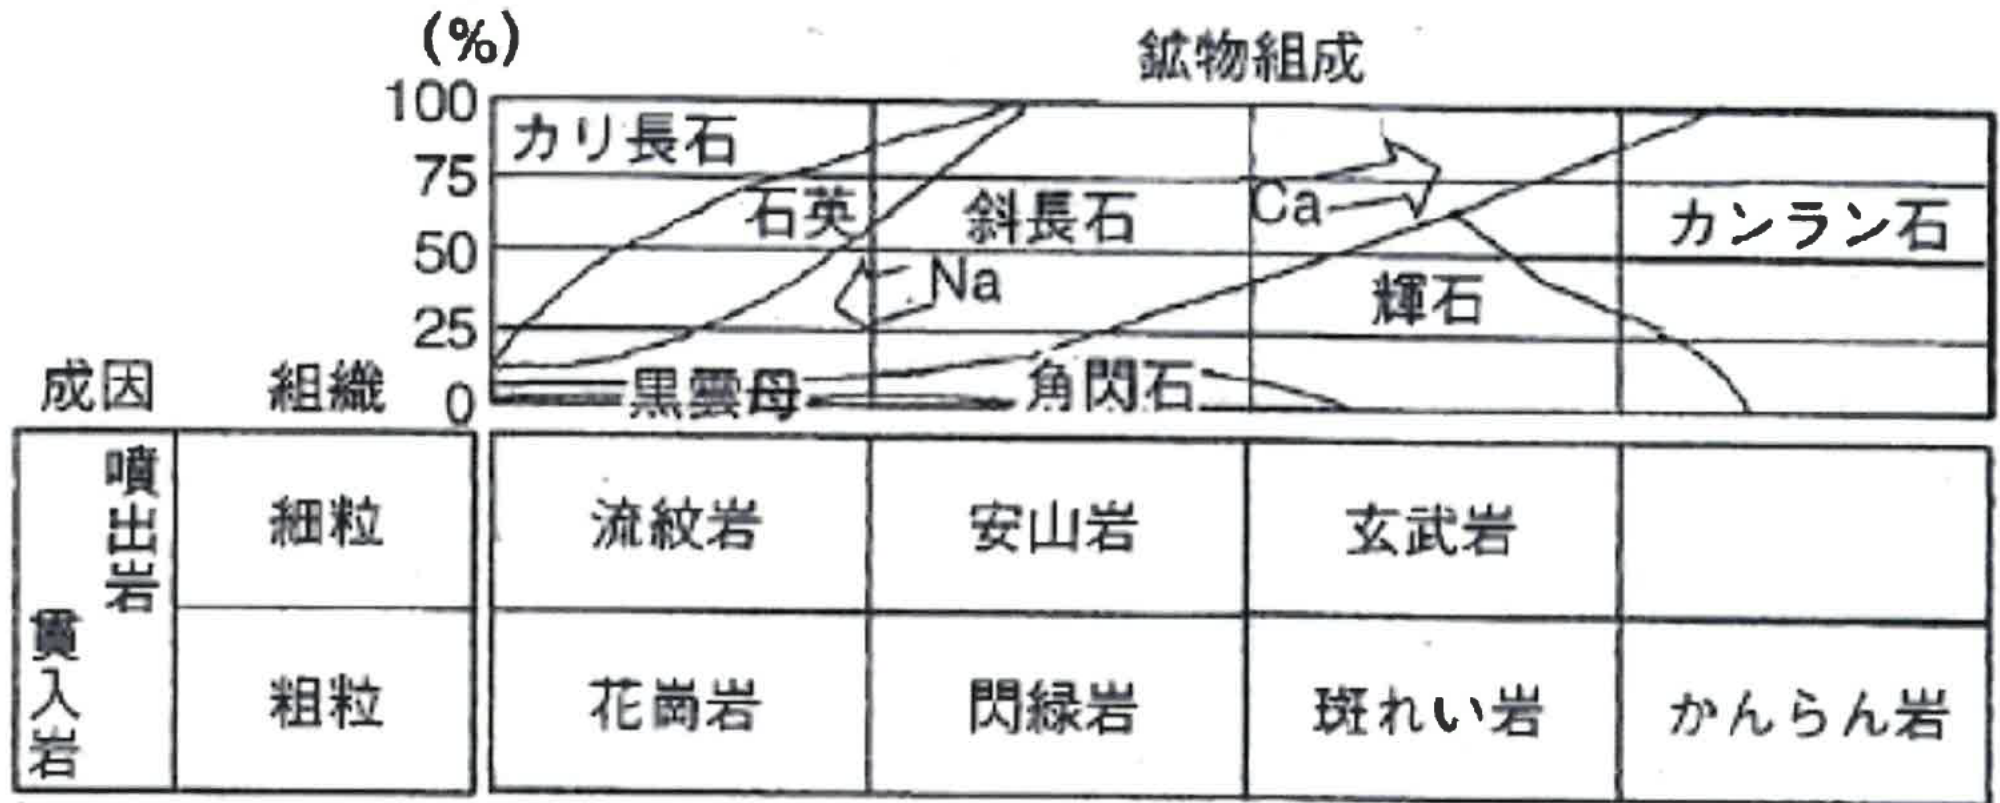 (%)
鉱物組成
100
75
50
25
0
カリ長石
石英
斜長石
Ca
カンラン石
Na
輝石
黒雲母
角閃石
成因 組織
噴出岩
貫入岩
細粒 流紋岩 安山岩 玄武岩
粗粒 花崗岩 閃緑岩 斑れい岩 かんらん岩